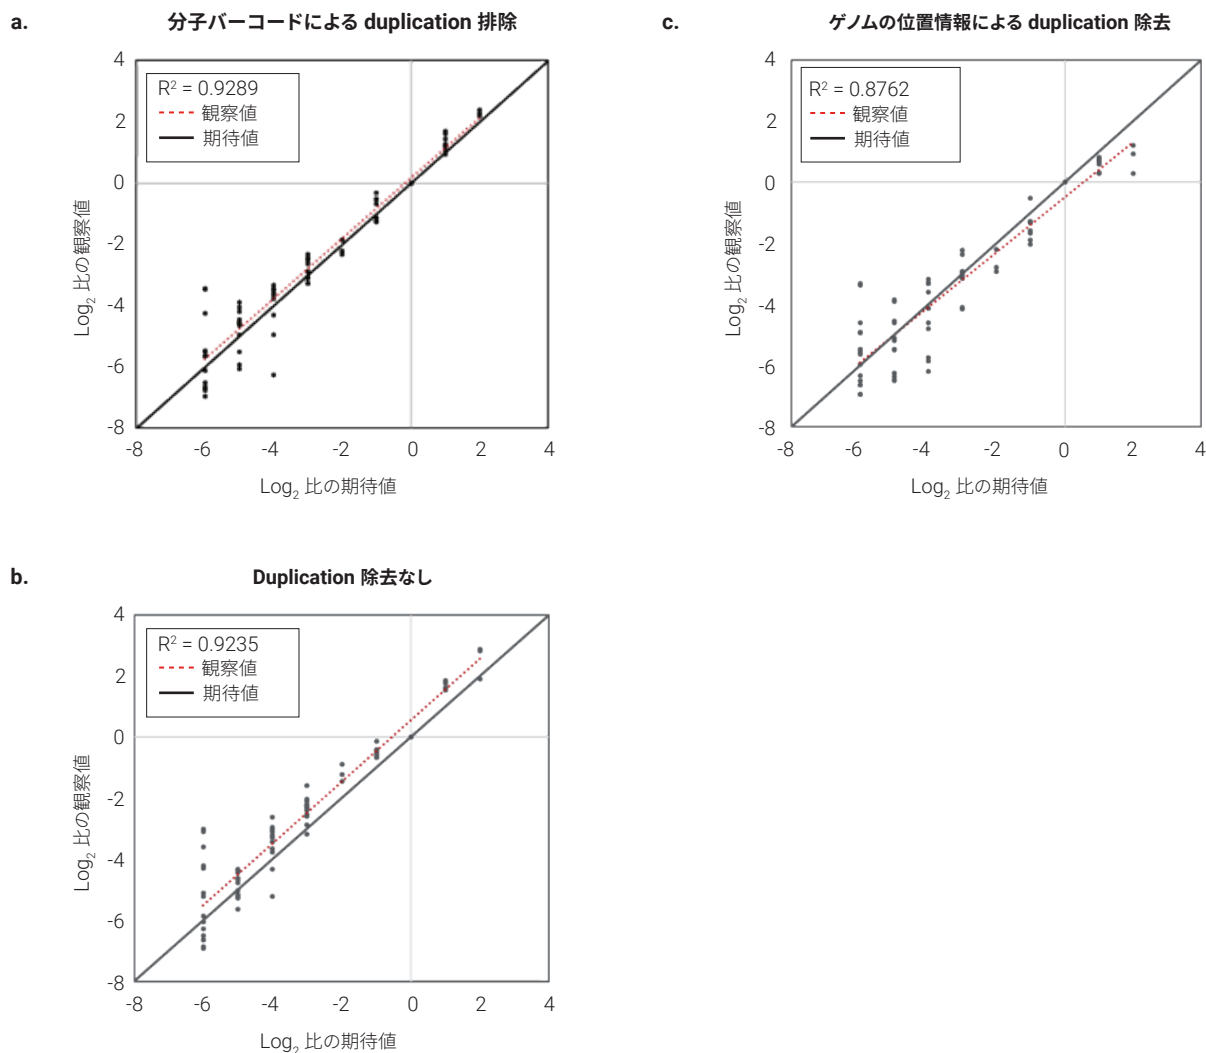 a. 分子バーコードによる duplication 排除
4
R² = 0.9289
観察値
期待値
2
0
-2
-4
-6
-8
Log₂ 比の観察値
-8 -6 -4 -2 0 2 4
Log₂ 比の期待値
c. ゲノムの位置情報による duplication 除去
4
R² = 0.8762
観察値
期待値
2
0
-2
-4
-6
-8
Log₂ 比の観察値
-8 -6 -4 -2 0 2 4
Log₂ 比の期待値
b. Duplication 除去なし
4
R² = 0.9235
観察値
期待値
2
0
-2
-4
-6
-8
Log₂ 比の観察値
-8 -6 -4 -2 0 2 4
Log₂ 比の期待値